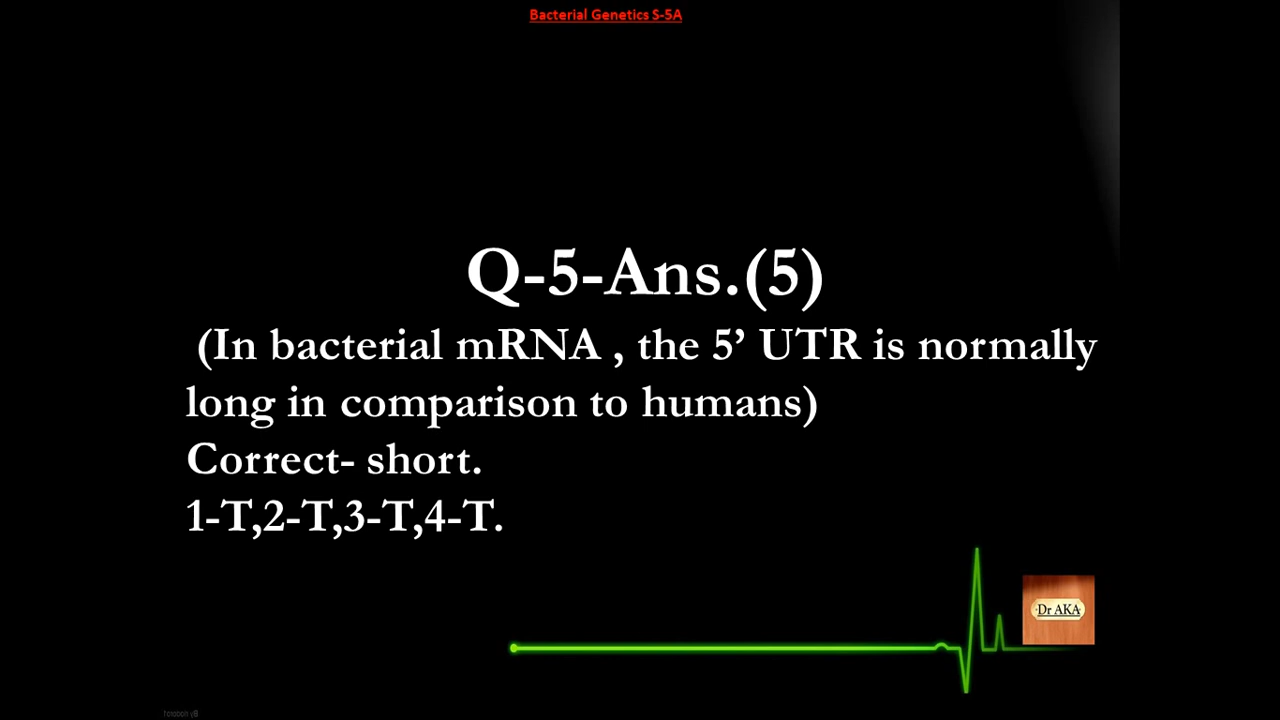 Bacterial Genetics S-5A
Q-5-Ans.(5)
(In bacterial mRNA , the 5’ UTR is normally
long in comparison to humans)
Correct- short.
1-T,2-T,3-T,4-T.
Dr AKA